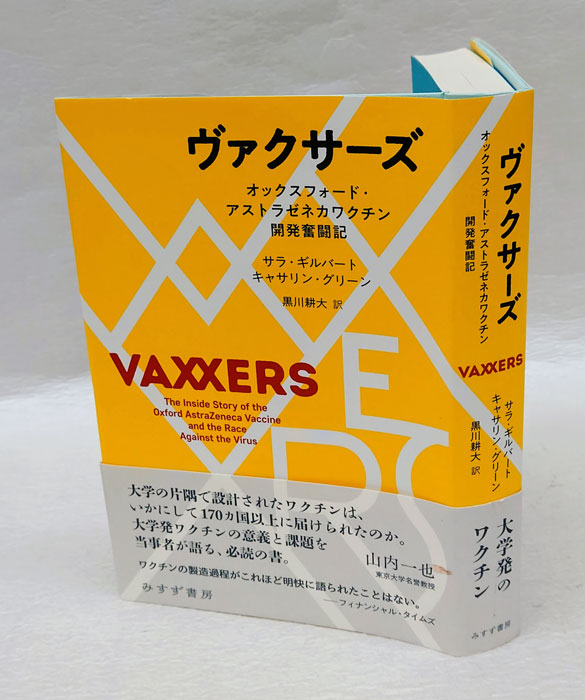 ヴァクサーズ
オックスフォード・
アストラゼネカワクチン
開発奮闘記
サラ・ギルバート
キャサリン・グリーン
黒川耕大 訳
VAXXERS
The Inside Story of the
Oxford AstraZeneca Vaccine
and the Race
Against the Virus
大学の片隅で設計されたワクチンは、
いかにして170ヵ国以上に届けられたのか。
大学発ワクチンの意義と課題を
当事者が語る、必読の書。
山内一也
東京大学名誉教授
ワクチンの製造過程がこれほど明快に語られたことはない。
――フィナンシャル・タイムズ
みすず書房
ヴァクサーズ
オックスフォード・アストラゼネカワクチン
開発奮闘記
VAXXERS
サラ・ギルバート
キャサリン・グリーン
黒川耕大 訳
大学発の
ワクチン
みすず書房